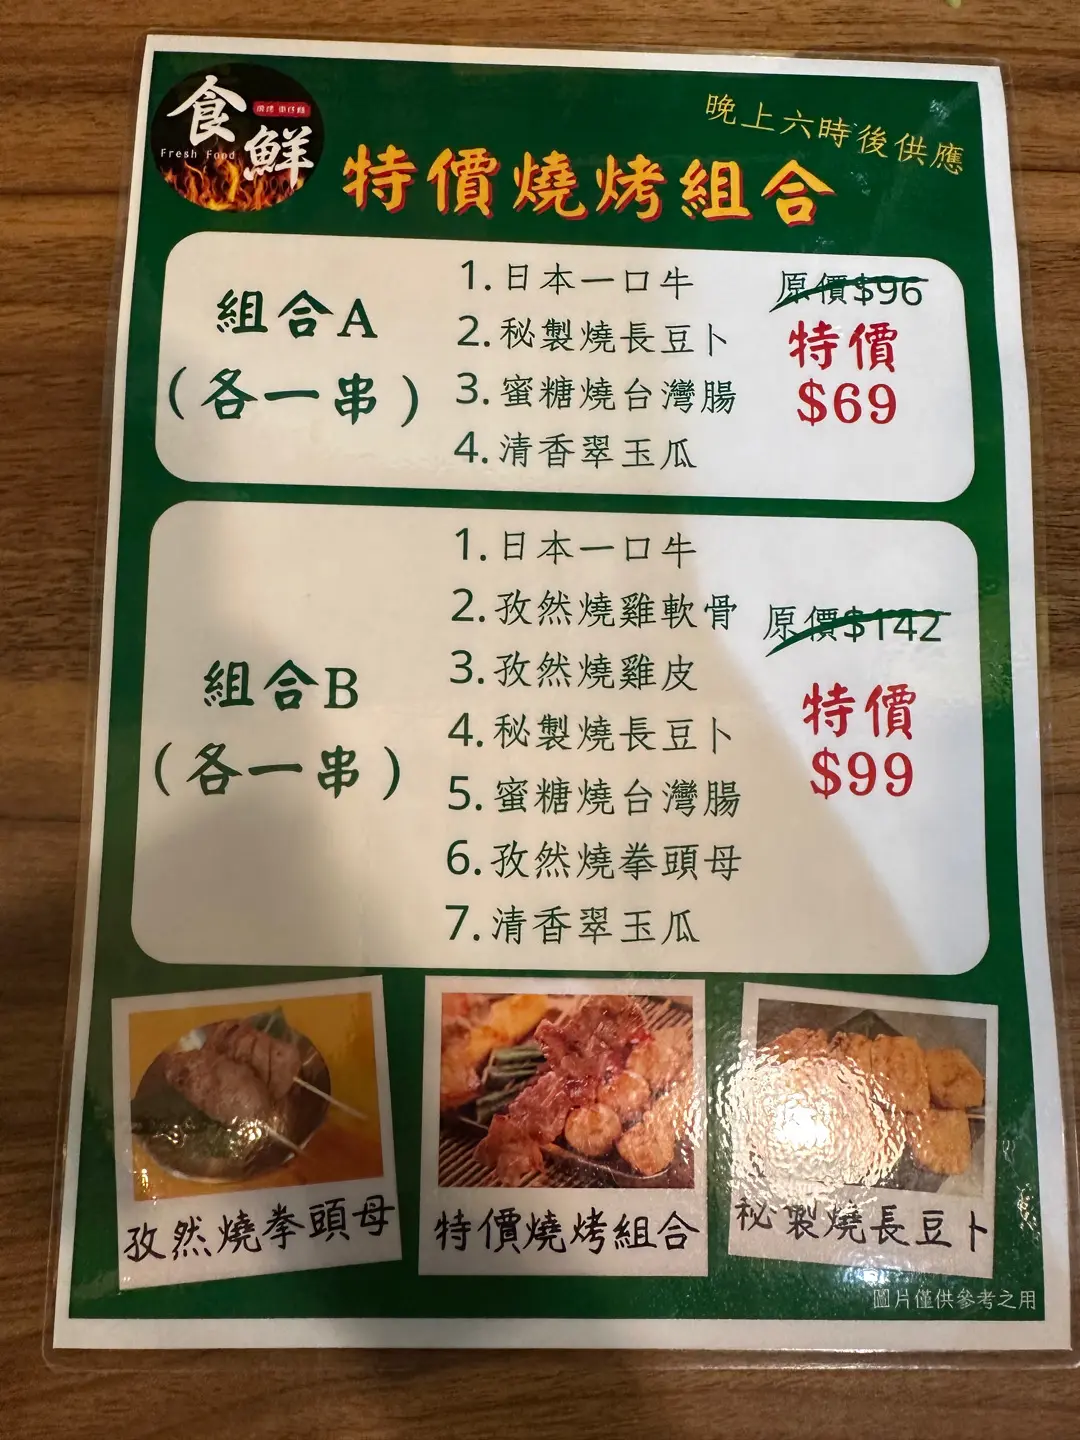 食鮮
燒烤 街仔麵
Fresh Food
晚上六時後供應
特價燒烤組合
組合A
(各一串)
1.日本一口牛
2.秘製燒長豆卜
3.蜜糖燒台灣腸
4.清香翠玉瓜
原價$96
特價
$69
組合B
(各一串)
1.日本一口牛
2.孜然燒雞軟骨
3.孜然燒雞皮
4.秘製燒長豆卜
5.蜜糖燒台灣腸
6.孜然燒拳頭母
7.清香翠玉瓜
原價$142
特價
$99
孜然燒拳頭母
特價燒烤組合
秘製燒長豆卜
圖片僅供參考之用